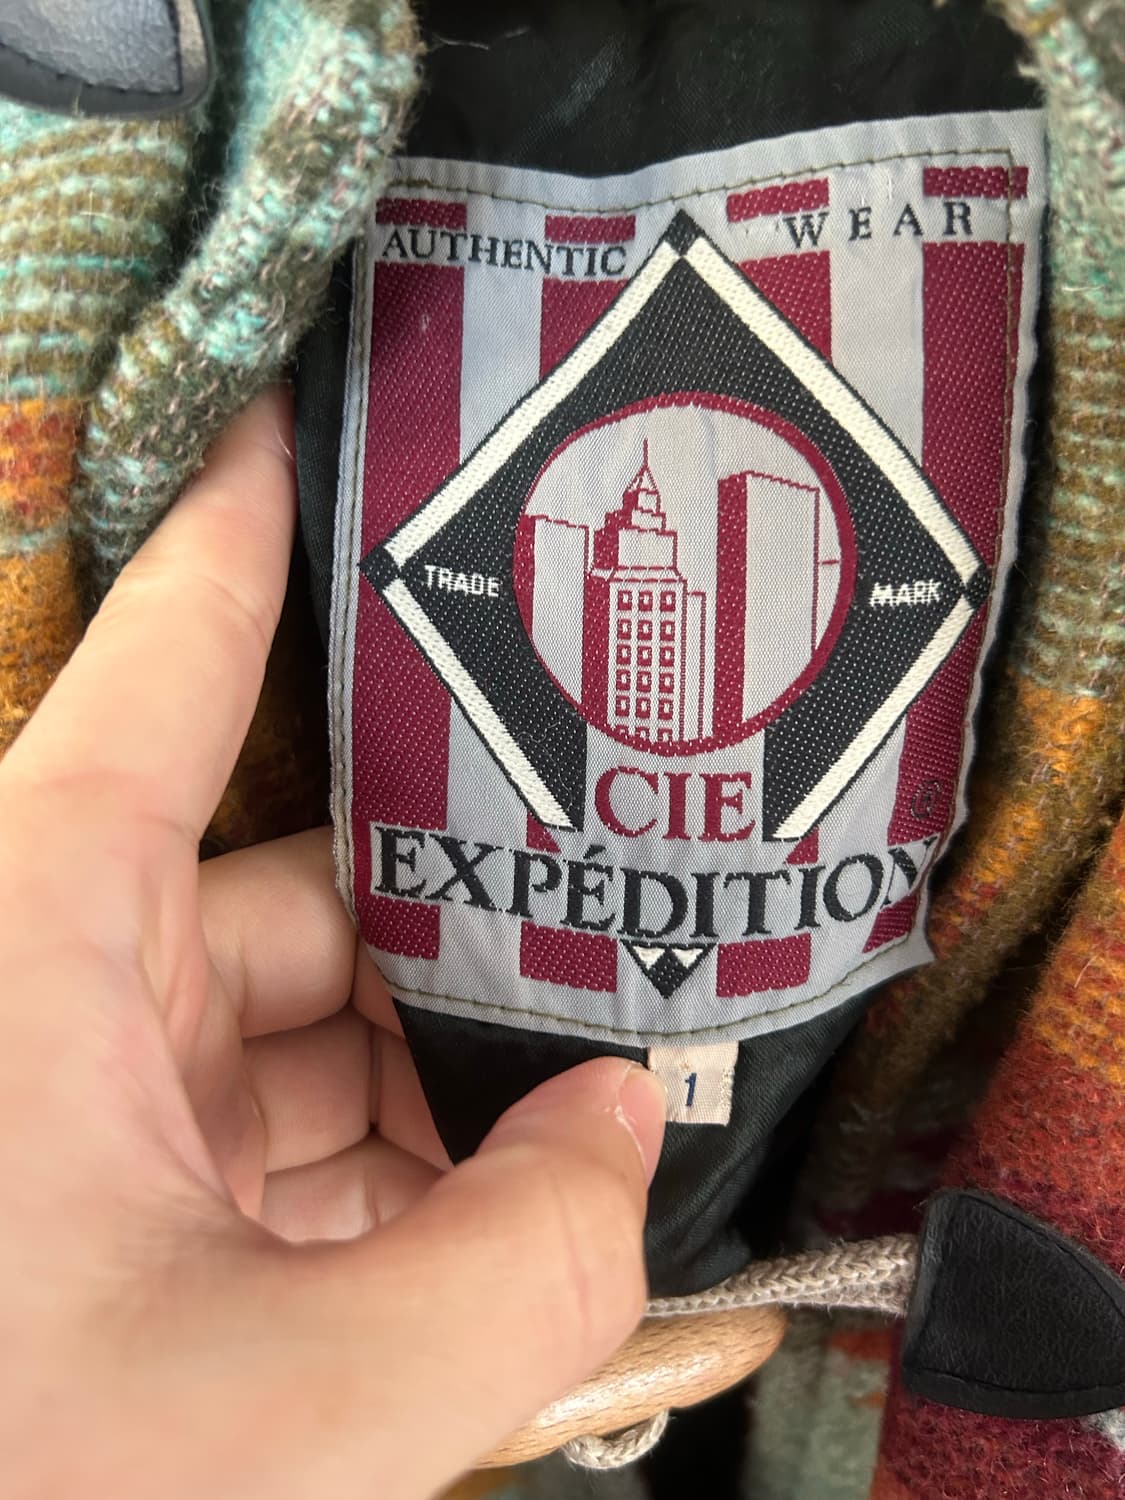 AUTHENTIC WEAR
TRADE MARK
CIE
®
EXPÉDITION
1